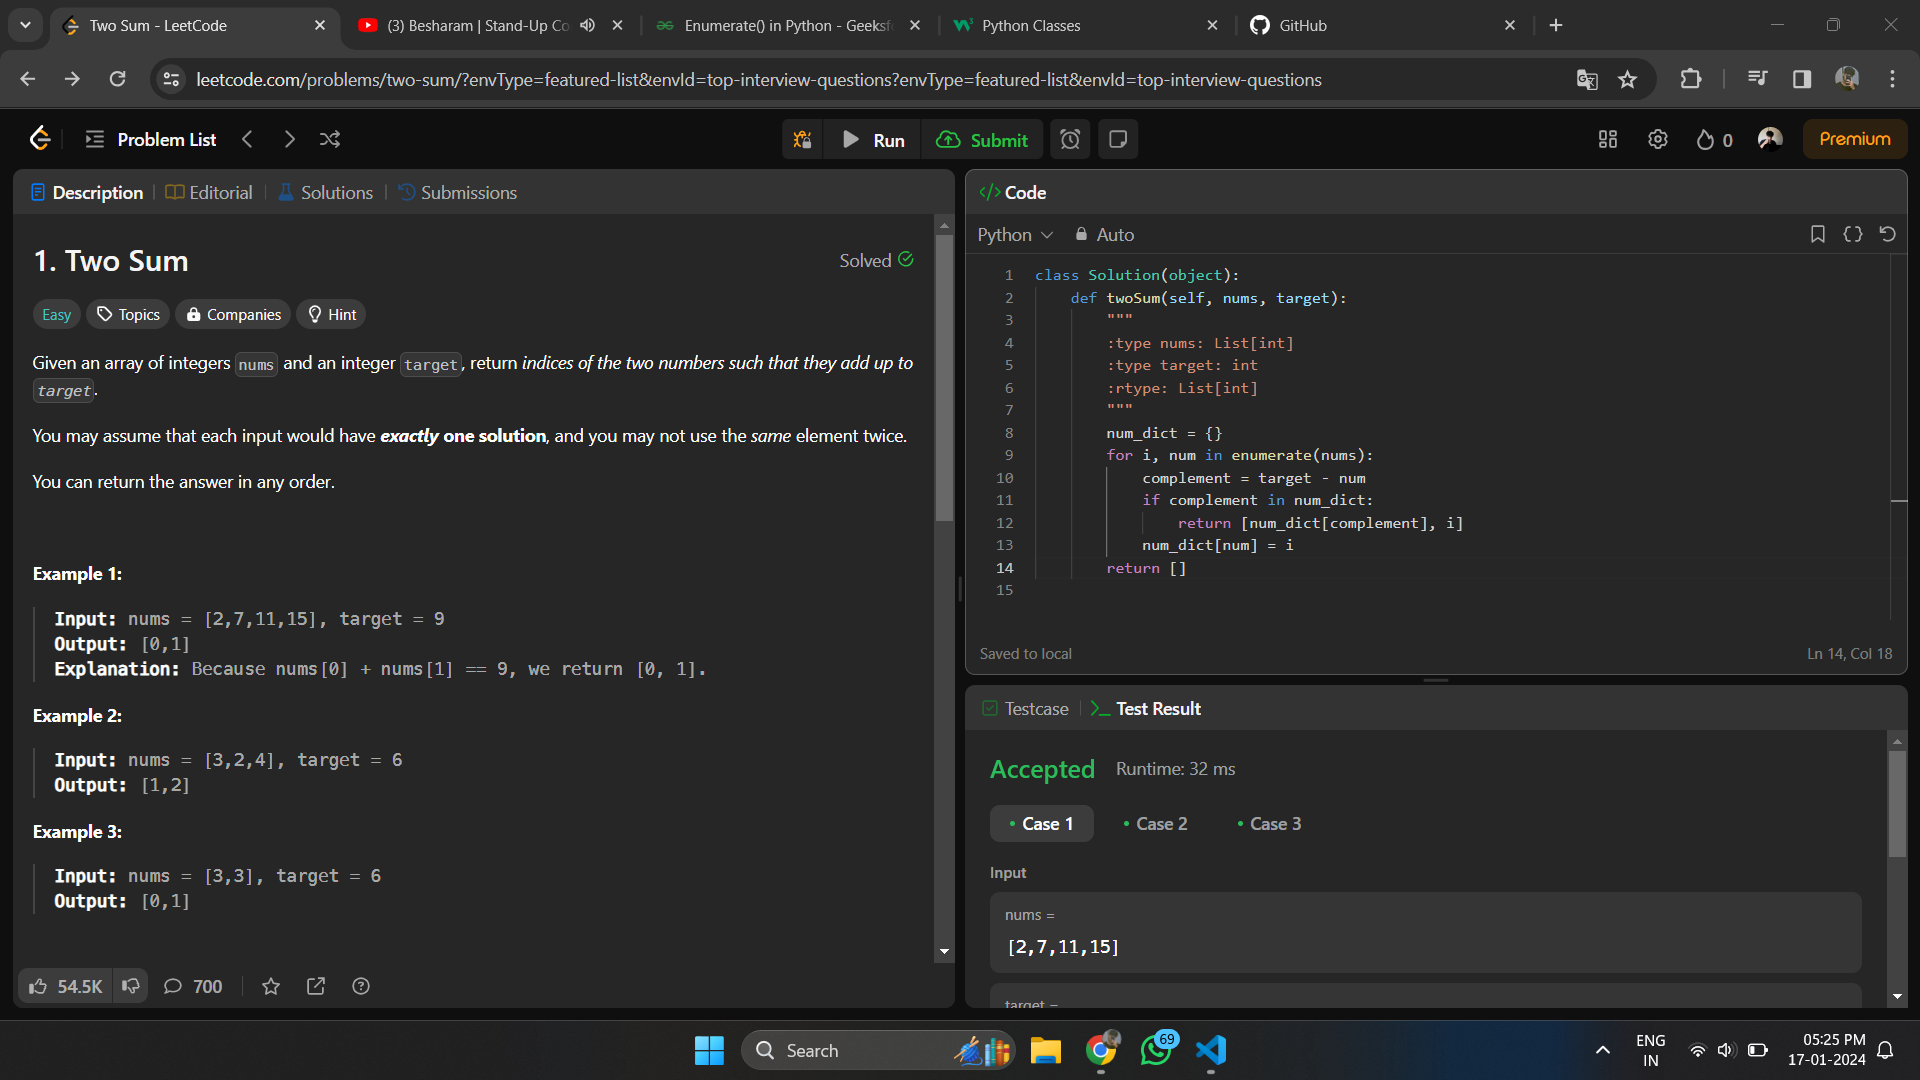 Two Sum - LeetCode
(3) Besharam | Stand-Up Co
Enumerate() in Python - Geeksf
Python Classes
GitHub
leetcode.com/problems/two-sum/?envType=featured-list&envId=top-interview-questions?envType=featured-list&envId=top-interview-questions
Problem List
Run
Submit
0
Premium
Description
Editorial
Solutions
Submissions
1. Two Sum
Solved
Easy
Topics
Companies
Hint
Given an array of integers nums and an integer target, return indices of the two numbers such that they add up to
target.
You may assume that each input would have exactly one solution, and you may not use the same element twice.
You can return the answer in any order.
Example 1:
Input: nums = [2,7,11,15], target = 9
Output: [0,1]
Explanation: Because nums[0] + nums[1] == 9, we return [0, 1].
Example 2:
Input: nums = [3,2,4], target = 6
Output: [1,2]
Example 3:
Input: nums = [3,3], target = 6
Output: [0,1]
54.5K
700
</> Code
Python
Auto
1 class Solution(object):
2 def twoSum(self, nums, target):
3 """
4 :type nums: List[int]
5 :type target: int
6 :rtype: List[int]
7 """
8 num_dict = {}
9 for i, num in enumerate(nums):
10 complement = target - num
11 if complement in num_dict:
12 return [num_dict[complement], i]
13 num_dict[num] = i
14 return []
15
Saved to local
Ln 14, Col 18
Testcase
Test Result
Accepted
Runtime: 32 ms
Case 1
Case 2
Case 3
Input
nums =
[2,7,11,15]
target =
Search
69
ENG
IN
05:25 PM
17-01-2024